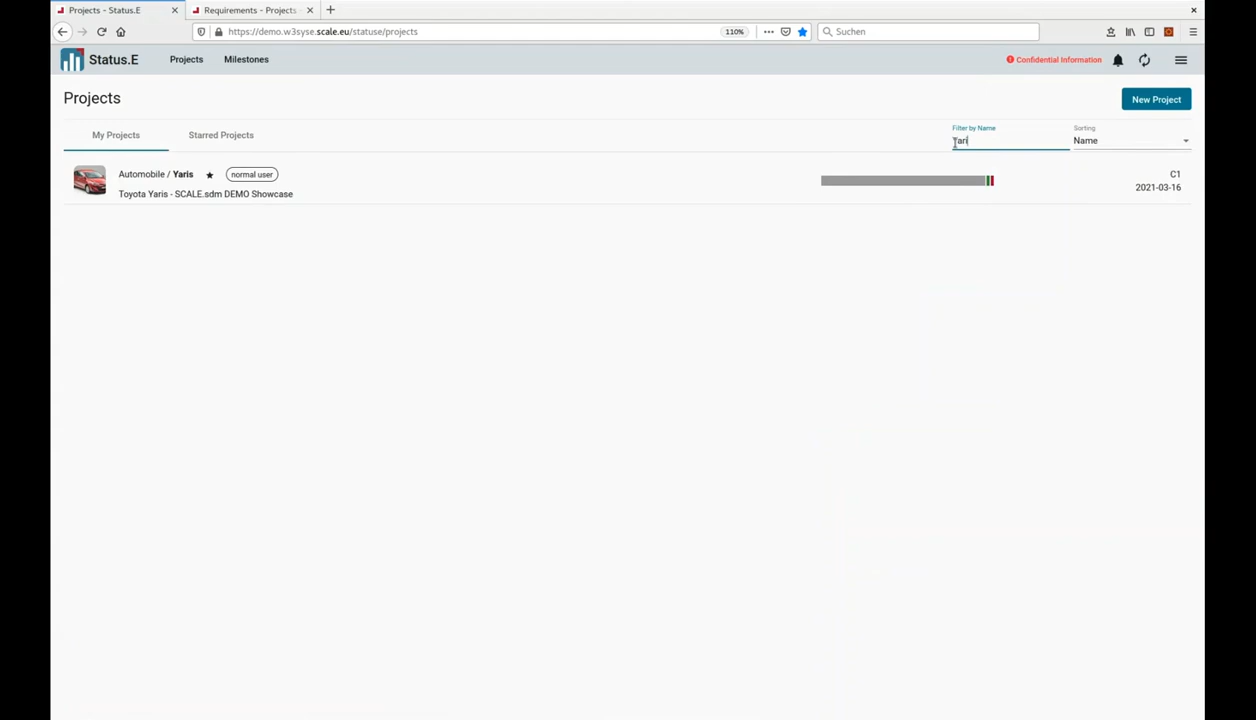 Projects - Status.E
Requirements - Projects
https://demo.w3syse.scale.eu/statuse/projects
110%
Suchen
Status.E
Projects
Milestones
Confidential Information
Projects
New Project
My Projects
Starred Projects
Filter by Name
Yari
Sorting
Name
Automobile / Yaris
normal user
Toyota Yaris - SCALE.sdm DEMO Showcase
C1
2021-03-16